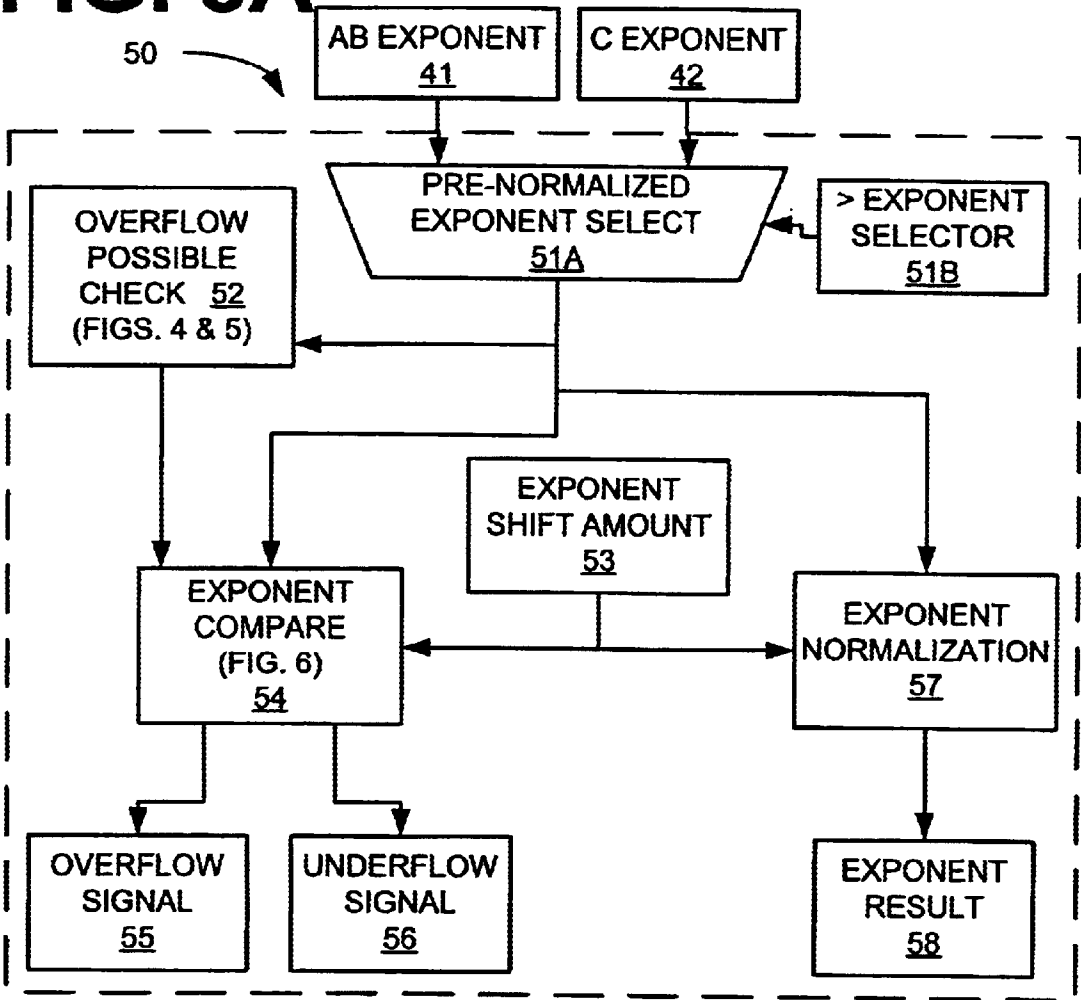 50
AB EXPONENT
41
C EXPONENT
42
PRE-NORMALIZED
EXPONENT SELECT
51A
> EXPONENT
SELECTOR
51B
OVERFLOW
POSSIBLE
CHECK 52
(FIGS. 4 & 5)
EXPONENT
SHIFT AMOUNT
53
EXPONENT
COMPARE
(FIG. 6)
54
EXPONENT
NORMALIZATION
57
OVERFLOW
SIGNAL
55
UNDERFLOW
SIGNAL
56
EXPONENT
RESULT
58